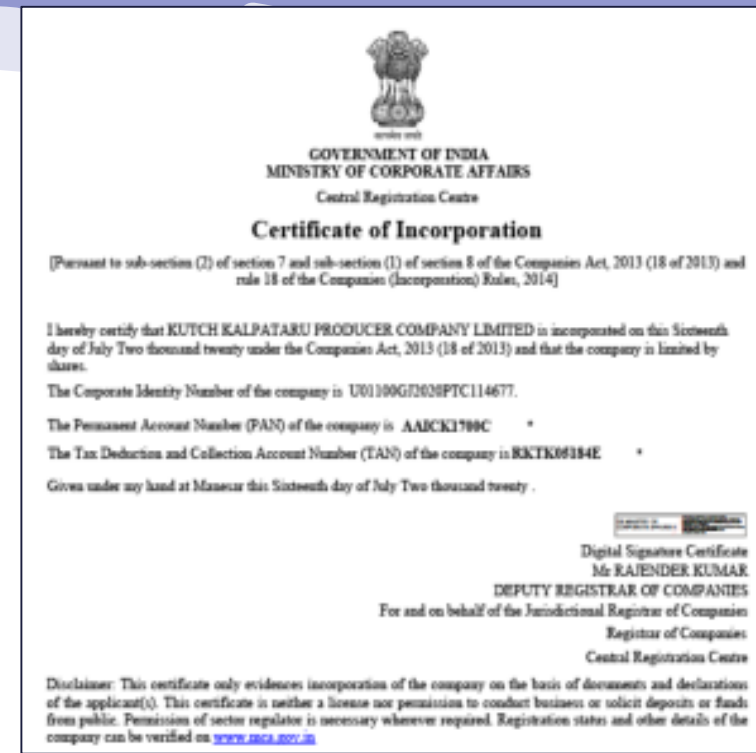 GOVERNMENT OF INDIA
MINISTRY OF CORPORATE AFFAIRS
Central Registration Centre
Certificate of Incorporation
[Pursuant to sub-section (2) of section 7 and sub-section (1) of section 8 of the Companies Act, 2013 (18 of 2013) and
rule 18 of the Companies (Incorporation) Rules, 2014]
I hereby certify that KUTCH KALPATARU PRODUCER COMPANY LIMITED is incorporated on this Sixteenth
day of July Two thousand twenty under the Companies Act, 2013 (18 of 2013) and that the company is limited by
shares.
The Corporate Identity Number of the company is U01100GJ2020PTC114677.
The Permanent Account Number (PAN) of the company is AAICK1700C *
The Tax Deduction and Collection Account Number (TAN) of the company is RKTK05184E *
Given under my hand at Manesar this Sixteenth day of July Two thousand twenty .
Digital Signature Certificate
Mr RAJENDER KUMAR
DEPUTY REGISTRAR OF COMPANIES
For and on behalf of the Jurisdictional Registrar of Companies
Registrar of Companies
Central Registration Centre
Disclaimer: This certificate only evidences incorporation of the company on the basis of documents and declarations
of the applicant(s). This certificate is neither a license nor permission to conduct business or solicit deposits or funds
from public. Permission of sector regulator is necessary wherever required. Registration status and other details of the
company can be verified on www.mca.gov.in